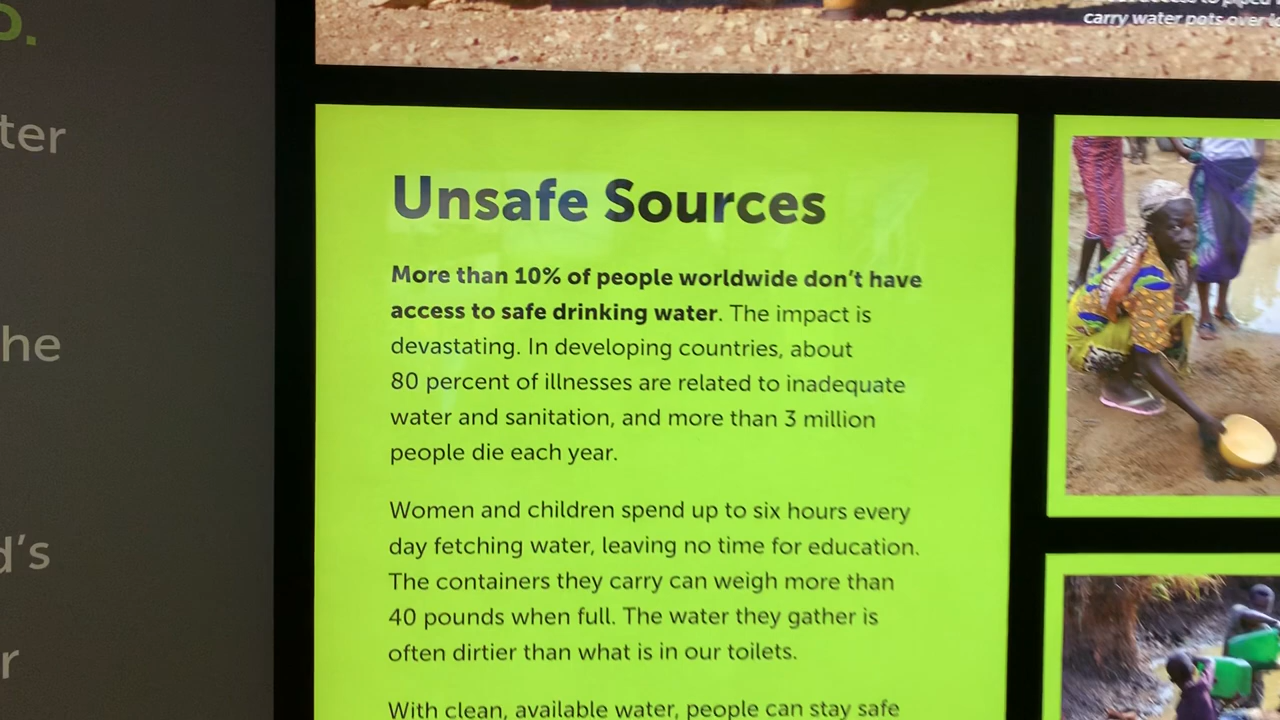 carry water pots over
ter
he
d's
r
Unsafe Sources
More than 10% of people worldwide don't have
access to safe drinking water. The impact is
devastating. In developing countries, about
80 percent of illnesses are related to inadequate
water and sanitation, and more than 3 million
people die each year.
Women and children spend up to six hours every
day fetching water, leaving no time for education.
The containers they carry can weigh more than
40 pounds when full. The water they gather is
often dirtier than what is in our toilets.
With clean, available water, people can stay safe